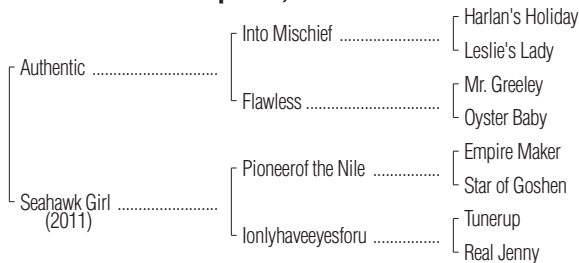 Harlan's Holiday
Into Mischief ....................
Leslie's Lady
Authentic .........................
Mr. Greeley
Flawless ...........................
Oyster Baby
Empire Maker
Pioneerof the Nile .............
Star of Goshen
Seahawk Girl ....................
(2011)
Tunerup
Ionlyhaveeyesforu .............
Real Jenny